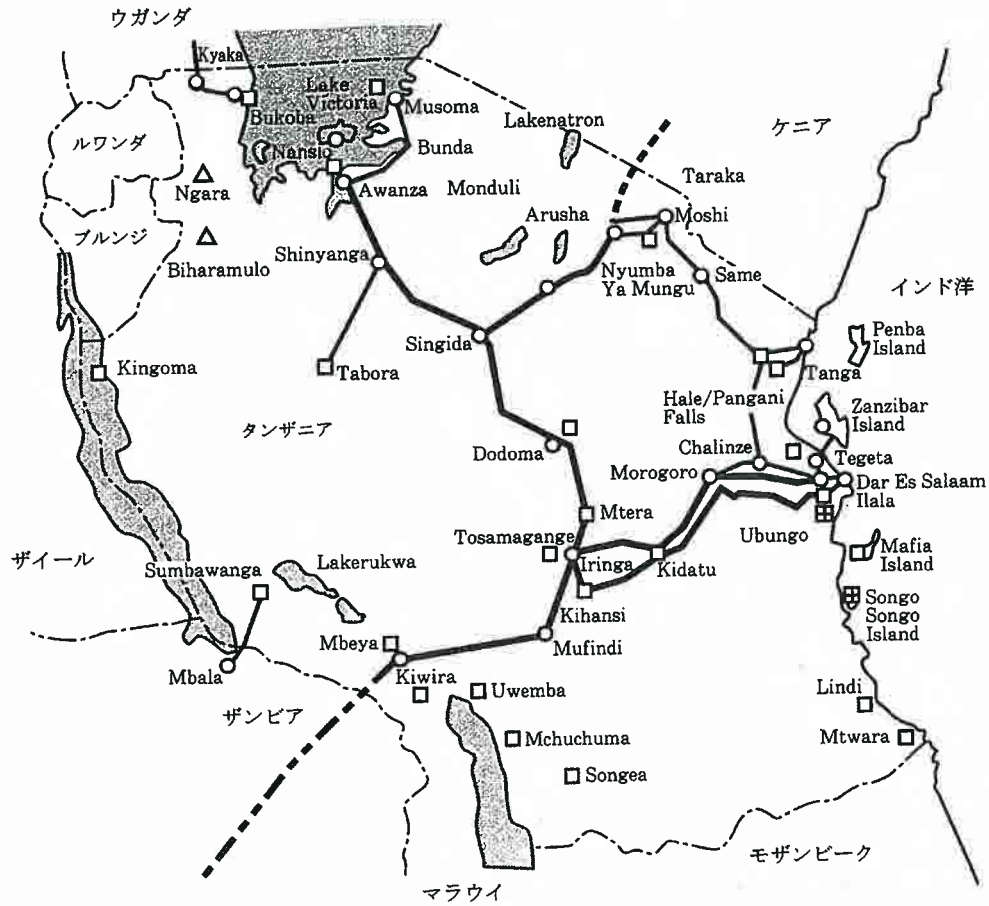 ウガンダ
Kyaka
Lake
Victoria
Musoma
Bukoba
ケニア
Lakenatron
ルワンダ
Nansio
Bunda
Taraka
Ngara
Awanza
Monduli
Arusha
Moshi
ブルンジ
Biharamulo
Shinyanga
Nyumba
Ya Mungu
Same
インド洋
Penba
Island
Singida
Kingoma
Tabora
Tanga
Hale/Pangani
Falls
Zanzibar
Island
タンザニア
Dodoma
Chalinze
Tegeta
Morogoro
Dar Es Salaam
Ilala
Mtera
Ubungo
Tosamagange
Iringa
Kidatu
Mafia
Island
ザイール
Sumbawanga
Lakerukwa
Kihansi
Songo
Songo
Island
Mbeya
Mufindi
Mbala
Kiwira
Uwemba
Lindi
ザンビア
Mchuchuma
Mtwara
Songea
モザンビーク
マラウイ